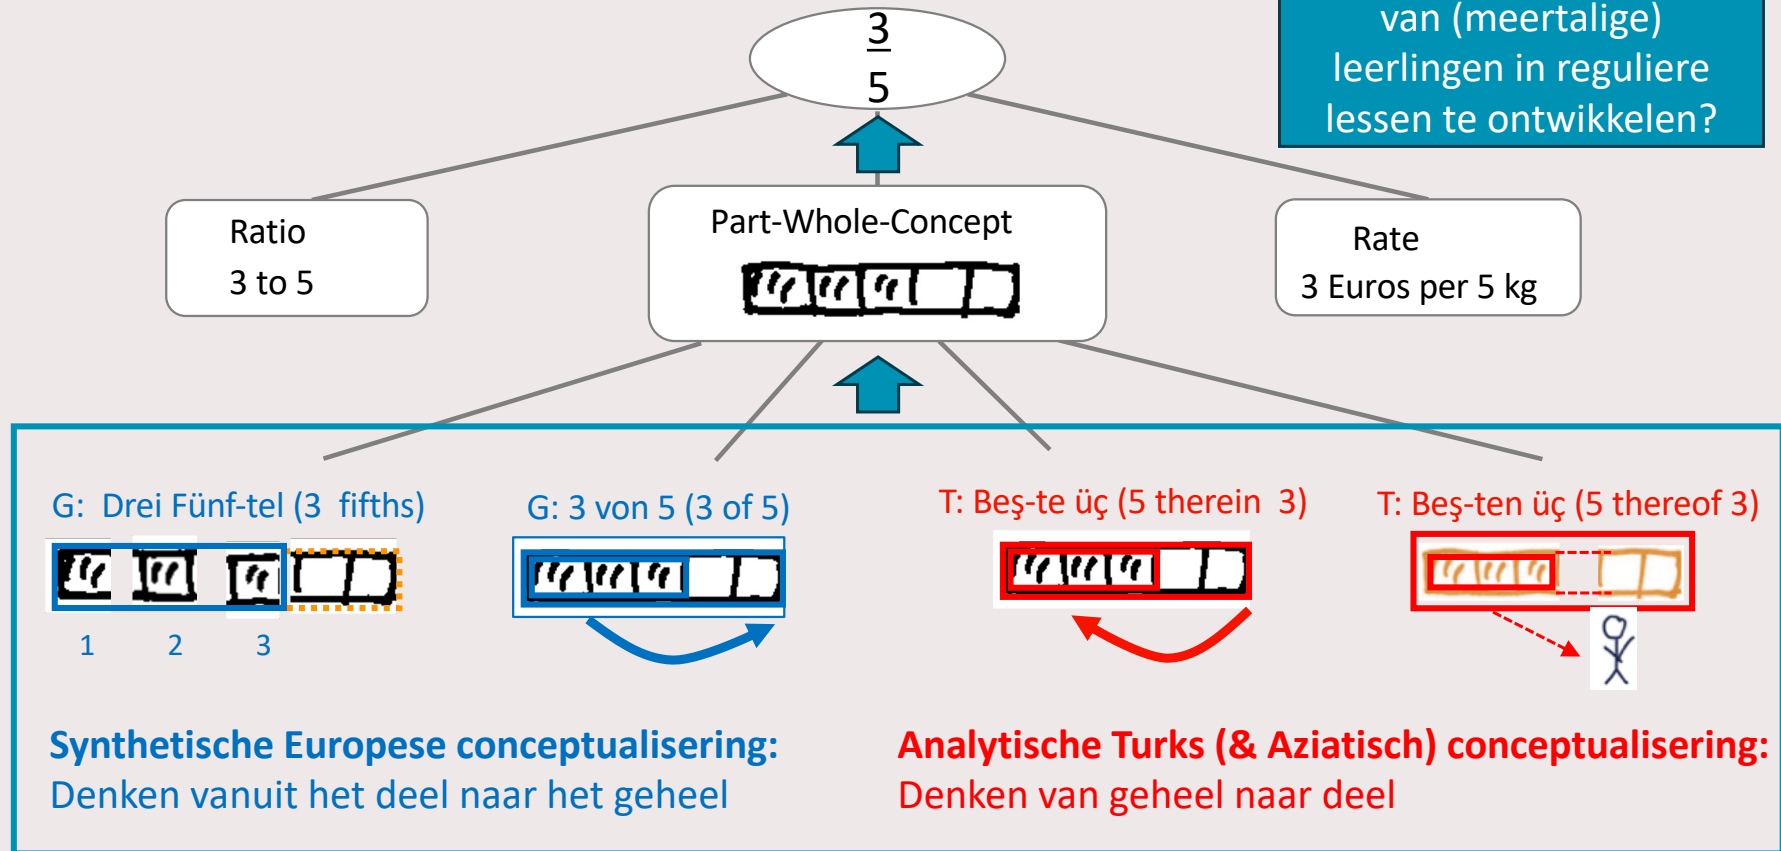 van (meertalige)
leerlingen in reguliere
lessen te ontwikkelen?
3
5
Ratio
3 to 5
Part-Whole-Concept
Rate
3 Euros per 5 kg
G: Drei Fünf-tel (3 fifths)
G: 3 von 5 (3 of 5)
T: Beş-te üç (5 therein 3)
T: Beş-ten üç (5 thereof 3)
1 2 3
Synthetische Europese conceptualisering:
Denken vanuit het deel naar het geheel
Analytische Turks (& Aziatisch) conceptualisering:
Denken van geheel naar deel